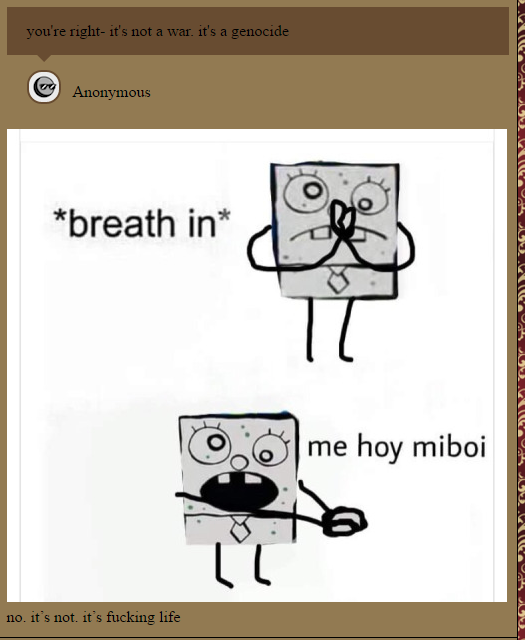 you're right- it's not a war. it's a genocide
Anonymous
*breath in*
me hoy miboi
no. it's not. it's fucking life